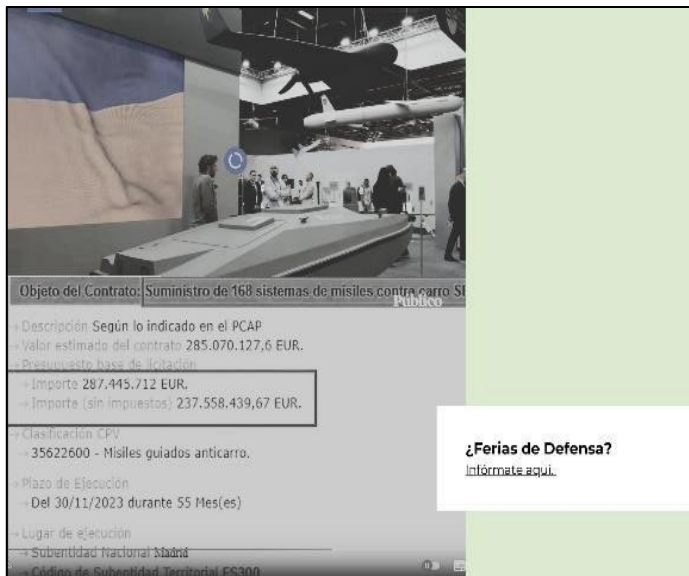 Objeto del Contrato: Suministro de 168 sistemas de misiles contra carro
Público
→ Descripción Según lo indicado en el PCAP
→ Valor estimado del contrato 285.070.127,6 EUR.
→ Presupuesto base de licitación
→ Importe 287.445.712 EUR.
→ Importe (sin impuestos) 237.558.439,67 EUR.
→ Clasificación CPV
→ 35622600 - Misiles guiados anticarro.
→ Plazo de Ejecución
→ Del 30/11/2023 durante 55 Mes(es)
→ Lugar de ejecución
→ Subentidad Nacional Madrid
→ Código de Subentidad Territorial ES300
¿Ferias de Defensa?
Infórmate aquí.